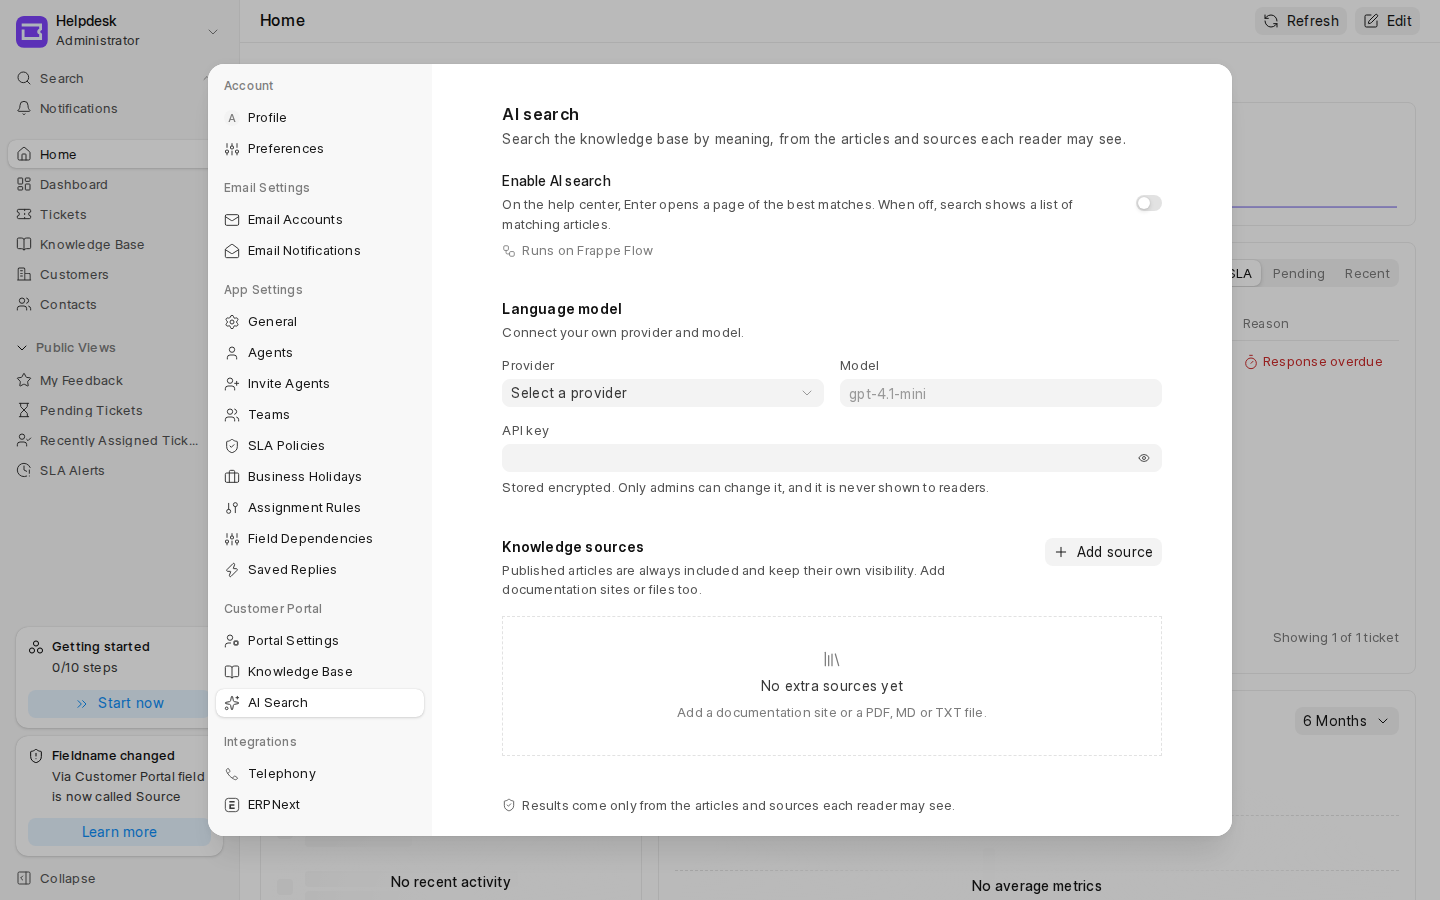 Helpdesk
Administrator
Search
Notifications
Home
Dashboard
Tickets
Knowledge Base
Customers
Contacts
Public Views
My Feedback
Pending Tickets
Recently Assigned Tick...
SLA Alerts
Getting started
0/10 steps
Start now
Fieldname changed
Via Customer Portal field
is now called Source
Learn more
Collapse
Home
Refresh
Edit
Account
A
Profile
Preferences
Email Settings
Email Accounts
Email Notifications
App Settings
General
Agents
Invite Agents
Teams
SLA Policies
Business Holidays
Assignment Rules
Field Dependencies
Saved Replies
Customer Portal
Portal Settings
Knowledge Base
AI Search
Integrations
Telephony
ERPNext
AI search
Search the knowledge base by meaning, from the articles and sources each reader may see.
Enable AI search
On the help center, Enter opens a page of the best matches. When off, search shows a list of
matching articles.
Runs on Frappe Flow
Language model
Connect your own provider and model.
Provider
Model
Select a provider
gpt-4.1-mini
API key
Stored encrypted. Only admins can change it, and it is never shown to readers.
Knowledge sources
Add source
Published articles are always included and keep their own visibility. Add
documentation sites or files too.
No extra sources yet
Add a documentation site or a PDF, MD or TXT file.
Results come only from the articles and sources each reader may see.
SLA
Pending
Recent
Reason
Response overdue
Showing 1 of 1 ticket
6 Months
No recent activity
No average metrics